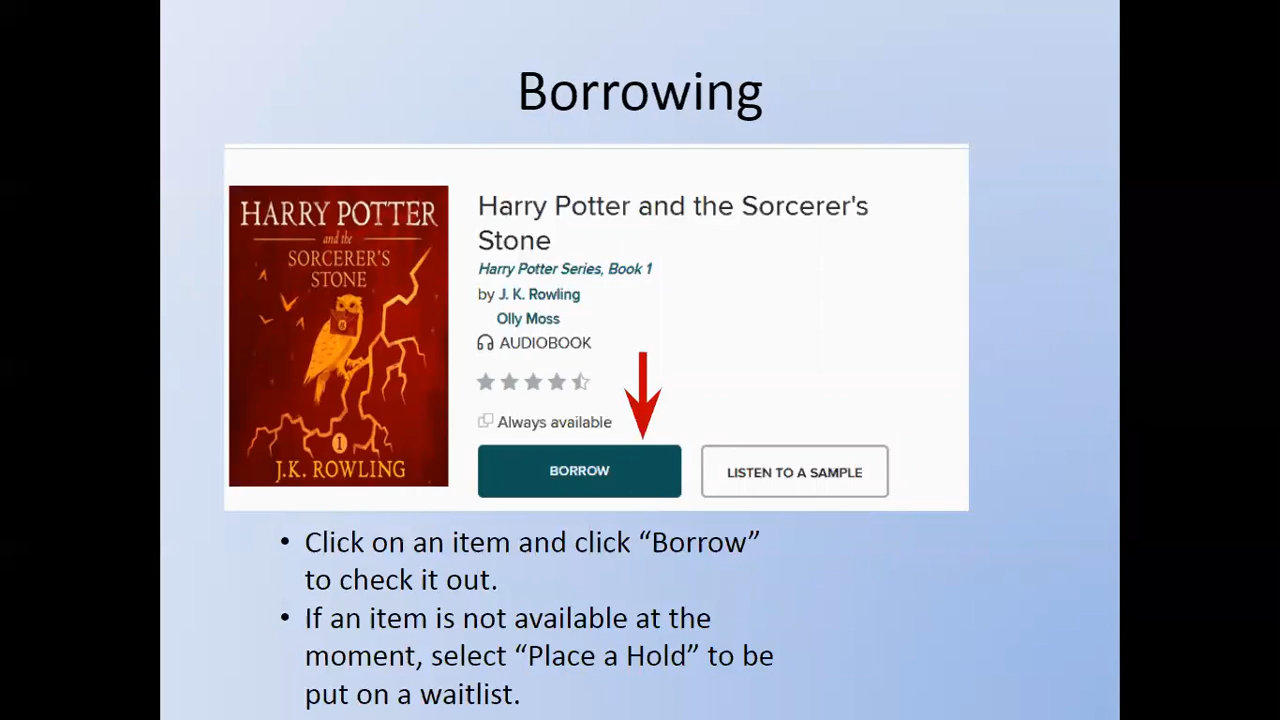 Borrowing
HARRY POTTER
and the
SORCERER'S
STONE
1
J.K. ROWLING
Harry Potter and the Sorcerer's
Stone
Harry Potter Series, Book 1
by J. K. Rowling
Olly Moss
AUDIOBOOK
Always available
BORROW
LISTEN TO A SAMPLE
• Click on an item and click “Borrow”
to check it out.
• If an item is not available at the
moment, select “Place a Hold” to be
put on a waitlist.